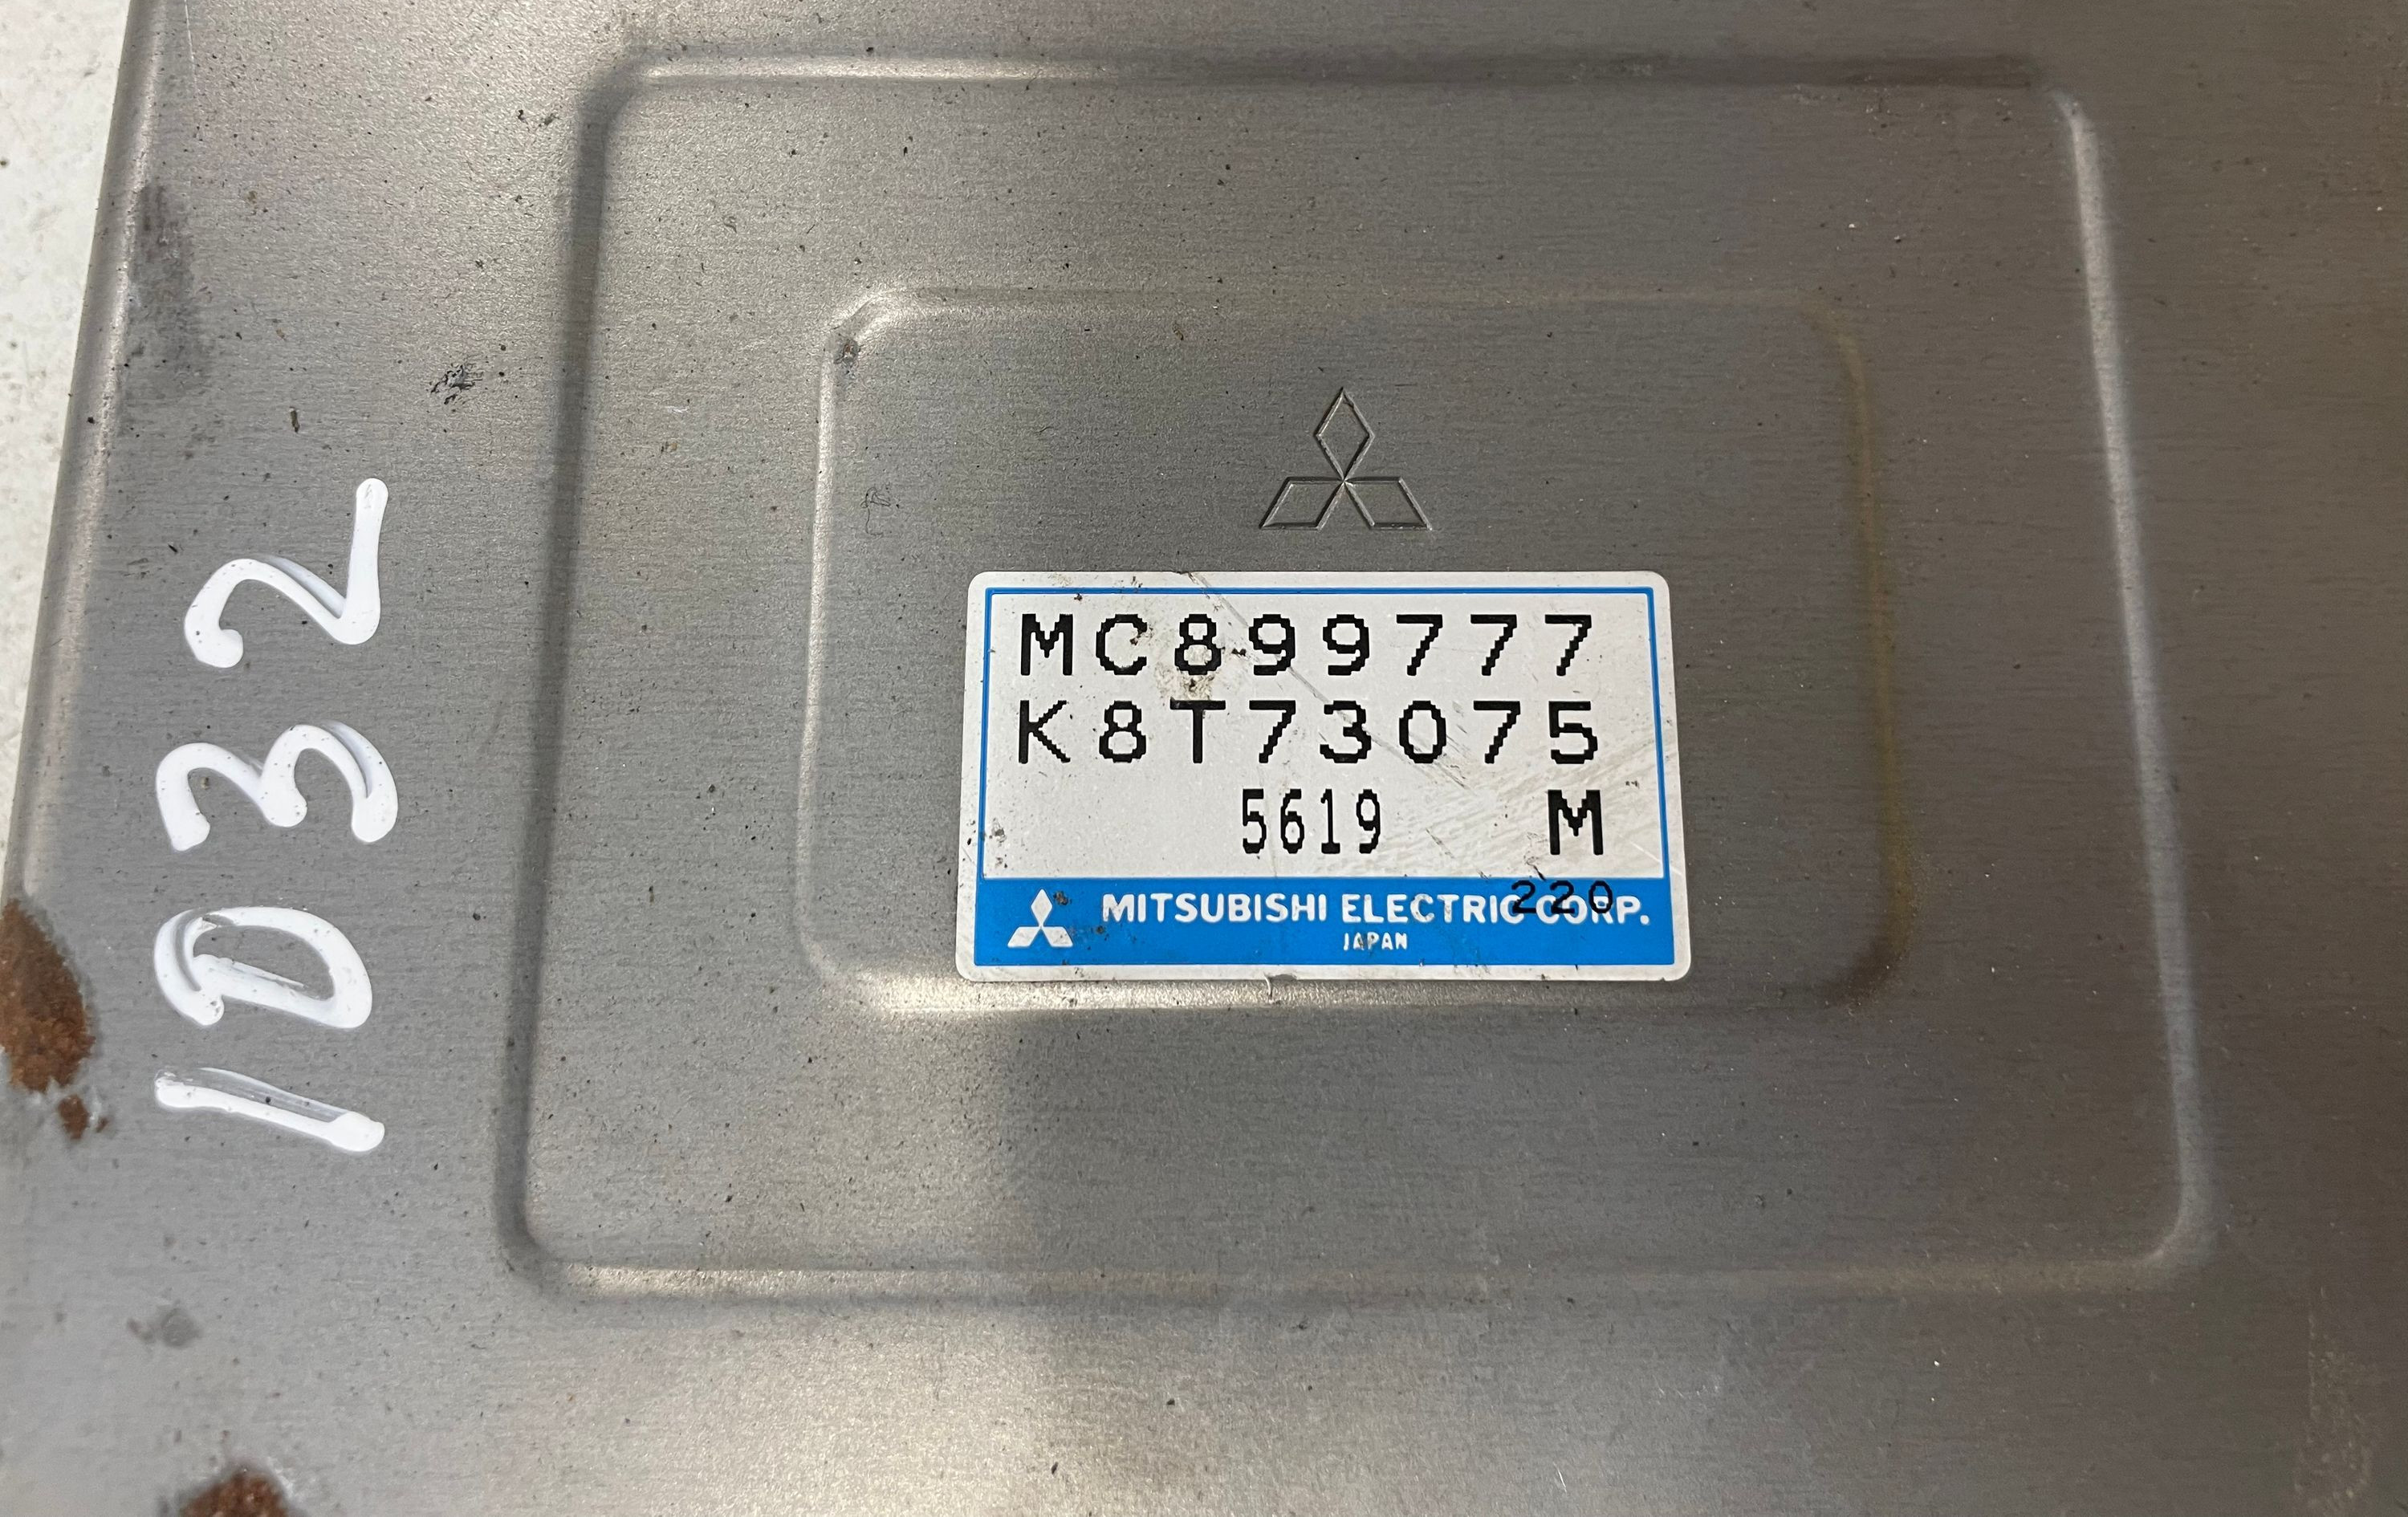 MC899777
K8T73075
5619 M
220
MITSUBISHI ELECTRIC CORP.
JAPAN
1D32